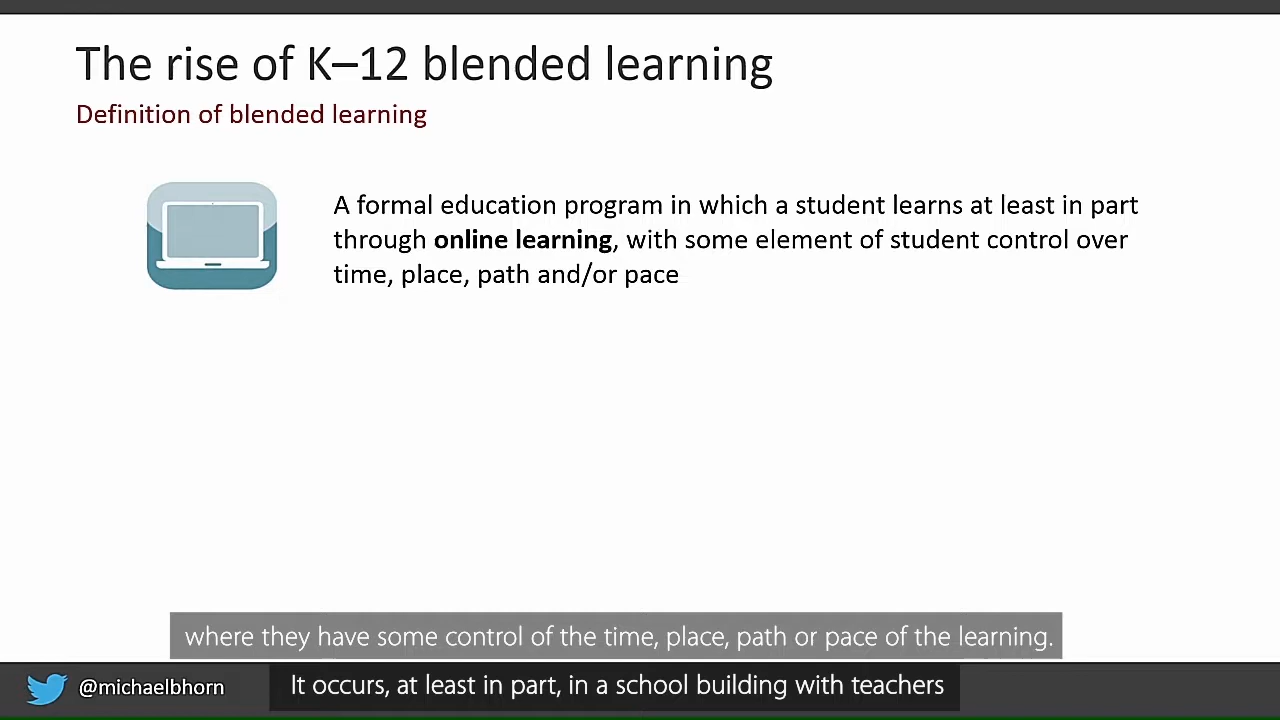 The rise of K–12 blended learning
Definition of blended learning
A formal education program in which a student learns at least in part
through online learning, with some element of student control over
time, place, path and/or pace
where they have some control of the time, place, path or pace of the learning.
@michaelbhorn
It occurs, at least in part, in a school building with teachers